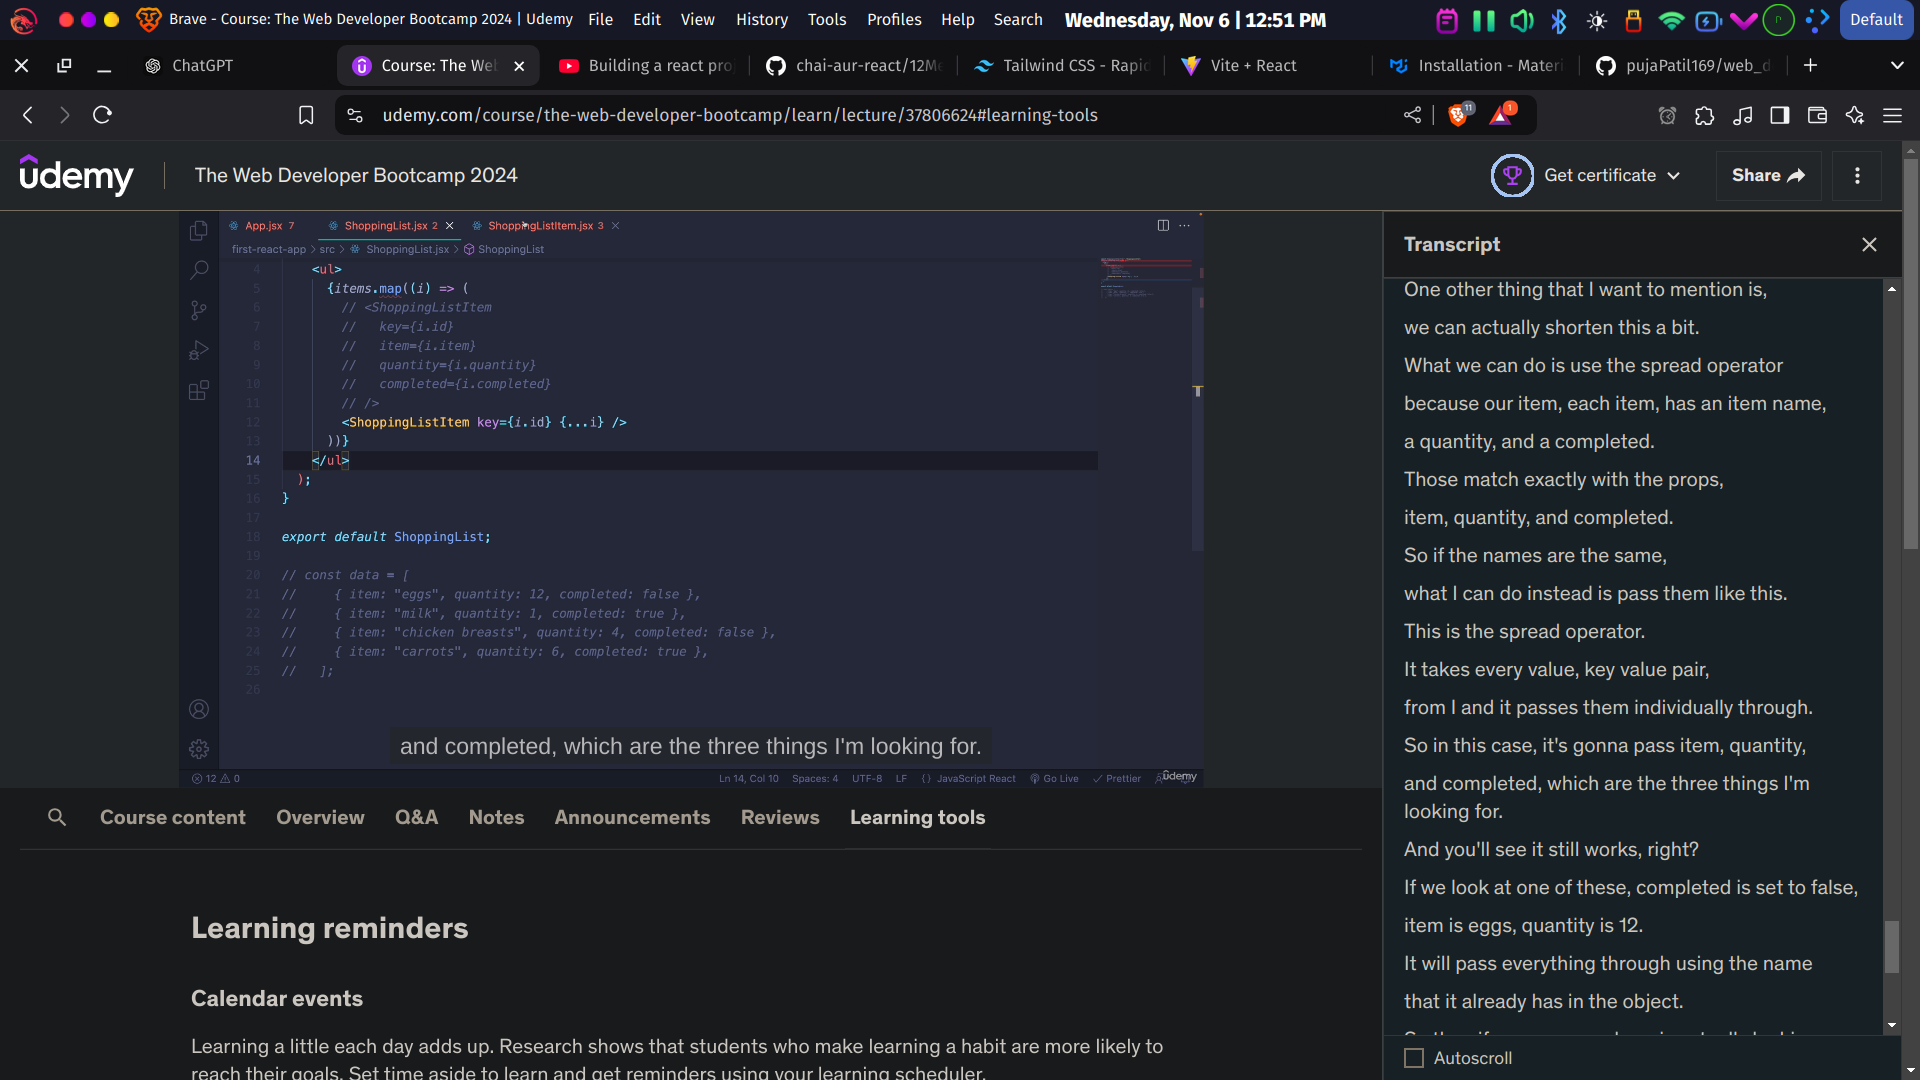 Brave - Course: The Web Developer Bootcamp 2024 | Udemy File Edit View History Tools Profiles Help Search Wednesday, Nov 6 | 12:51 PM Default
ChatGPT Course: The We Building a react pro chai-aur-react/12M Tailwind CSS - Rapi Vite + React Installation - Mater pujaPatil169/web_d
udemy.com/course/the-web-developer-bootcamp/learn/lecture/37806624#learning-tools 11 1
udemy The Web Developer Bootcamp 2024 Get certificate Share
App.jsx 7 ShoppingList.jsx 2 ShoppingListItem.jsx 3
first-react-app > src > ShoppingList.jsx > ShoppingList
4 <ul>
5 {items.map((i) => (
6 // <ShoppingListItem
7 // key={i.id}
8 // item={i.item}
9 // quantity={i.quantity}
10 // completed={i.completed}
11 // />
12 <ShoppingListItem key={i.id} {...i} />
13 ))}
14 </ul>
15 );
16 }
17
18 export default ShoppingList;
19
20 // const data = [
21 // { item: "eggs", quantity: 12, completed: false },
22 // { item: "milk", quantity: 1, completed: true },
23 // { item: "chicken breasts", quantity: 4, completed: false },
24 // { item: "carrots", quantity: 6, completed: true },
25 // ];
26
and completed, which are the three things I'm looking for.
12 0 Ln 14, Col 10 Spaces: 4 UTF-8 LF {} JavaScript React Go Live Prettier udemy
Course content Overview Q&A Notes Announcements Reviews Learning tools
Learning reminders
Calendar events
Learning a little each day adds up. Research shows that students who make learning a habit are more likely to
reach their goals. Set time aside to learn and get reminders using your learning scheduler.
Transcript
One other thing that I want to mention is,
we can actually shorten this a bit.
What we can do is use the spread operator
because our item, each item, has an item name,
a quantity, and a completed.
Those match exactly with the props,
item, quantity, and completed.
So if the names are the same,
what I can do instead is pass them like this.
This is the spread operator.
It takes every value, key value pair,
from I and it passes them individually through.
So in this case, it's gonna pass item, quantity,
and completed, which are the three things I'm
looking for.
And you'll see it still works, right?
If we look at one of these, completed is set to false,
item is eggs, quantity is 12.
It will pass everything through using the name
that it already has in the object.
Autoscroll